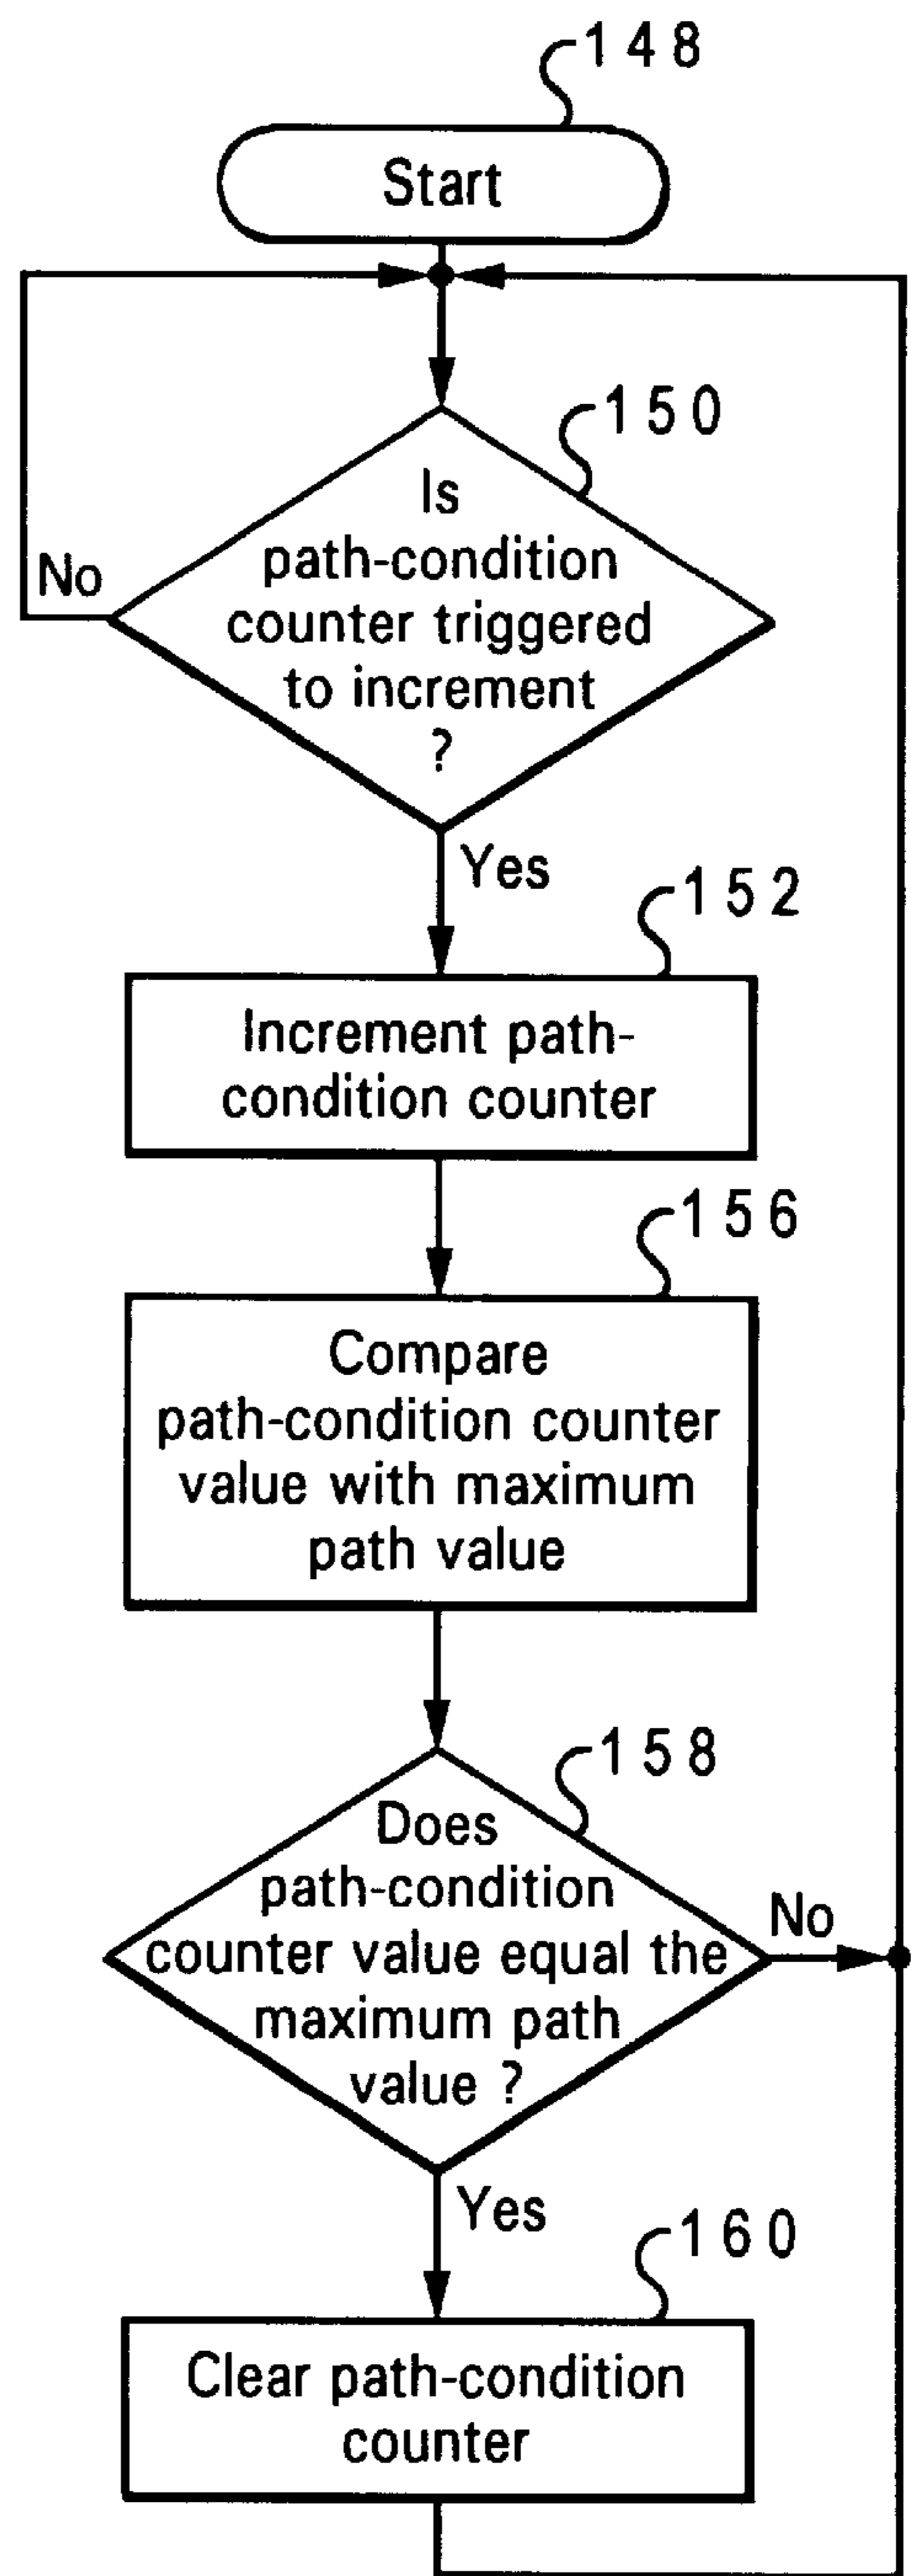 148
Start
150
Is
path-condition
counter triggered
to increment
?
No
Yes
152
Increment path-
condition counter
156
Compare
path-condition counter
value with maximum
path value
158
Does
path-condition
counter value equal the
maximum path
value ?
No
Yes
160
Clear path-condition
counter